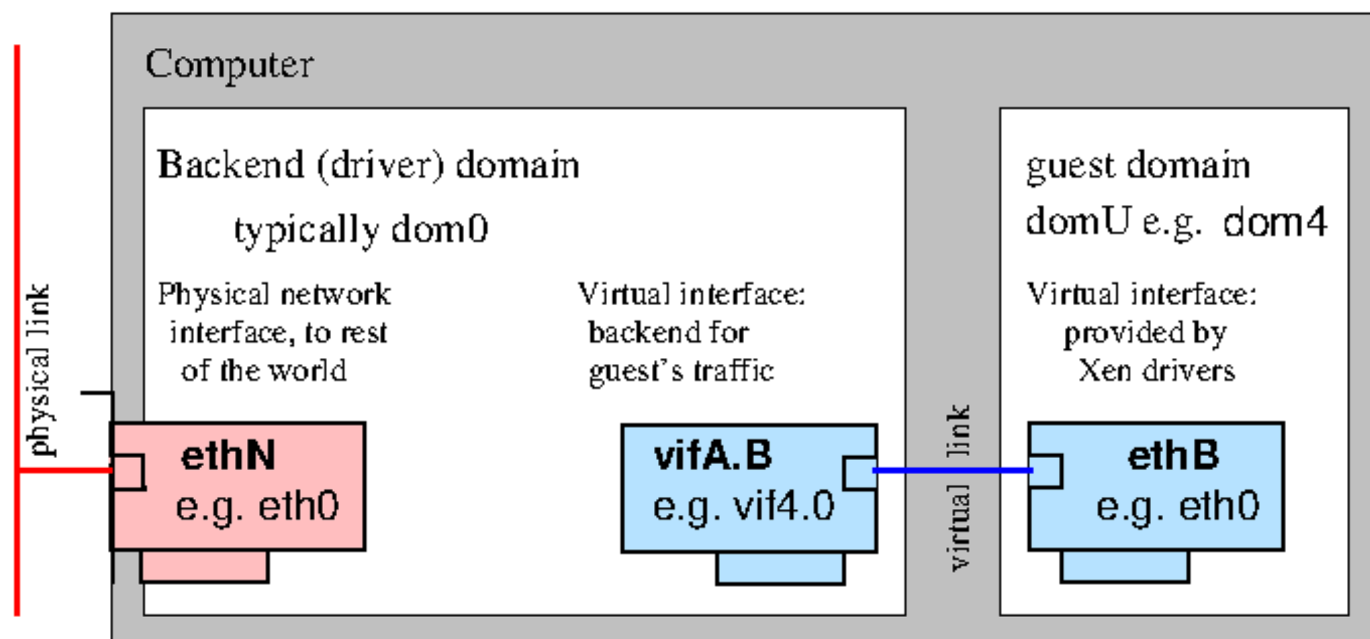 Computer
Backend (driver) domain
typically dom0
Physical network
interface, to rest
of the world
Virtual interface:
backend for
guest's traffic
guest domain
domU e.g. dom4
Virtual interface:
provided by
Xen drivers
physical link
ethN
e.g. eth0
vifA.B
e.g. vif4.0
virtual link
ethB
e.g. eth0